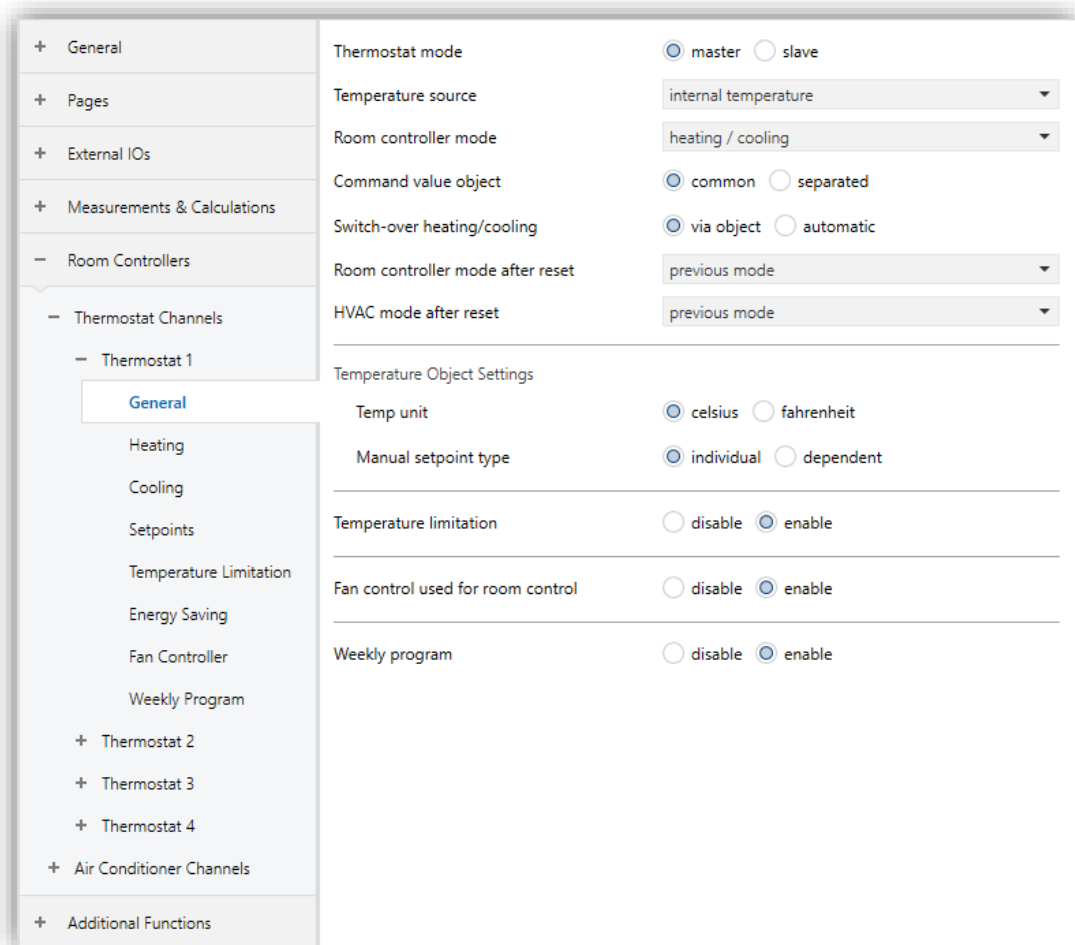 General
Pages
External IOs
Measurements & Calculations
Room Controllers
Thermostat Channels
Thermostat 1
General
Heating
Cooling
Setpoints
Temperature Limitation
Energy Saving
Fan Controller
Weekly Program
Thermostat 2
Thermostat 3
Thermostat 4
Air Conditioner Channels
Additional Functions
Thermostat mode master slave
Temperature source internal temperature
Room controller mode heating / cooling
Command value object common separated
Switch-over heating/cooling via object automatic
Room controller mode after reset previous mode
HVAC mode after reset previous mode
Temperature Object Settings
Temp unit celsius fahrenheit
Manual setpoint type individual dependent
Temperature limitation disable enable
Fan control used for room control disable enable
Weekly program disable enable